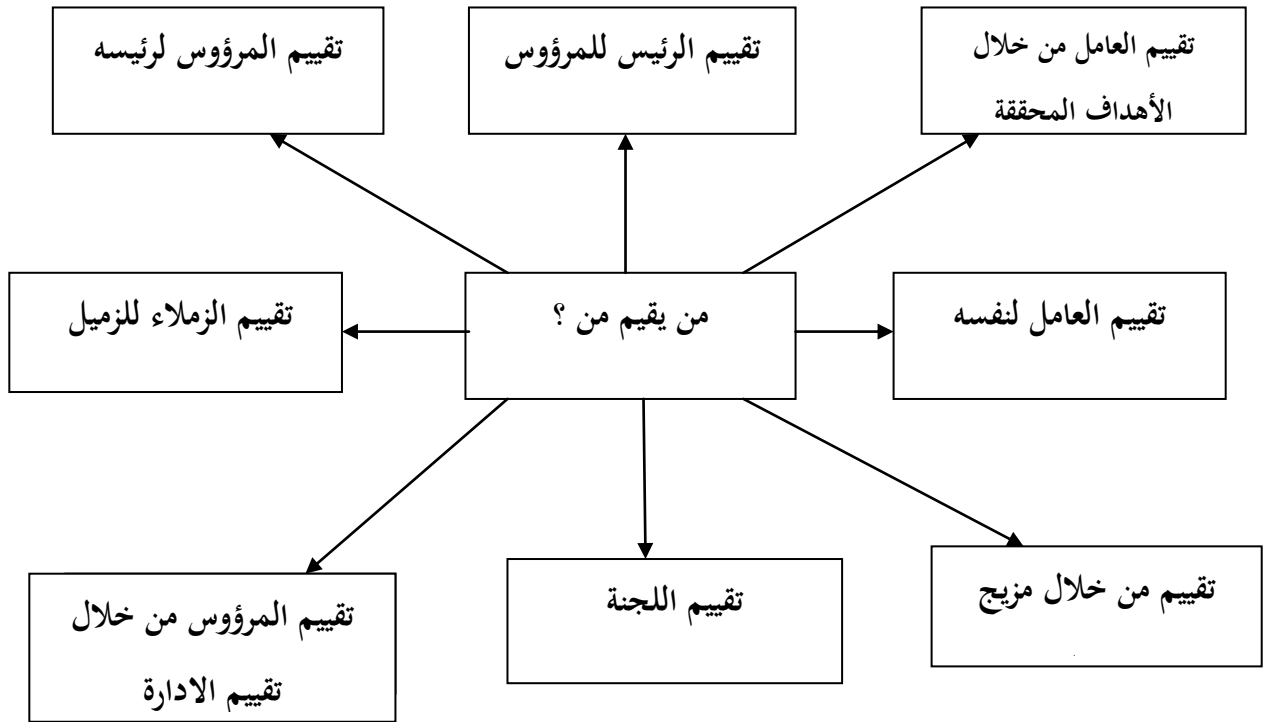 تقييم العامل من خلال
الأهداف المحققة
تقييم الرئيس للمرؤوس
تقييم المرؤوس لرئيسه
تقييم العامل لنفسه
من يقيم من ؟
تقييم الزملاء للزميل
تقييم من خلال مزيج
تقييم اللجنة
تقييم المرؤوس من خلال
تقييم الادارة